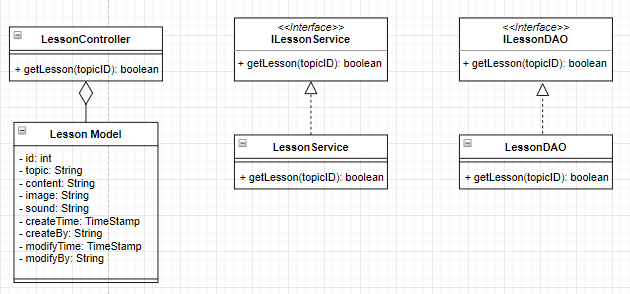 LessonController
+ getLesson(topicID): boolean
Lesson Model
- id: int
- topic: String
- content: String
- image: String
- sound: String
- createTime: TimeStamp
- createBy: String
- modifyTime: TimeStamp
- modifyBy: String
<<Interface>>
ILessonService
+ getLesson(topicID): boolean
LessonService
+ getLesson(topicID): boolean
<<Interface>>
ILessonDAO
+ getLesson(topicID): boolean
LessonDAO
+ getLesson(topicID): boolean